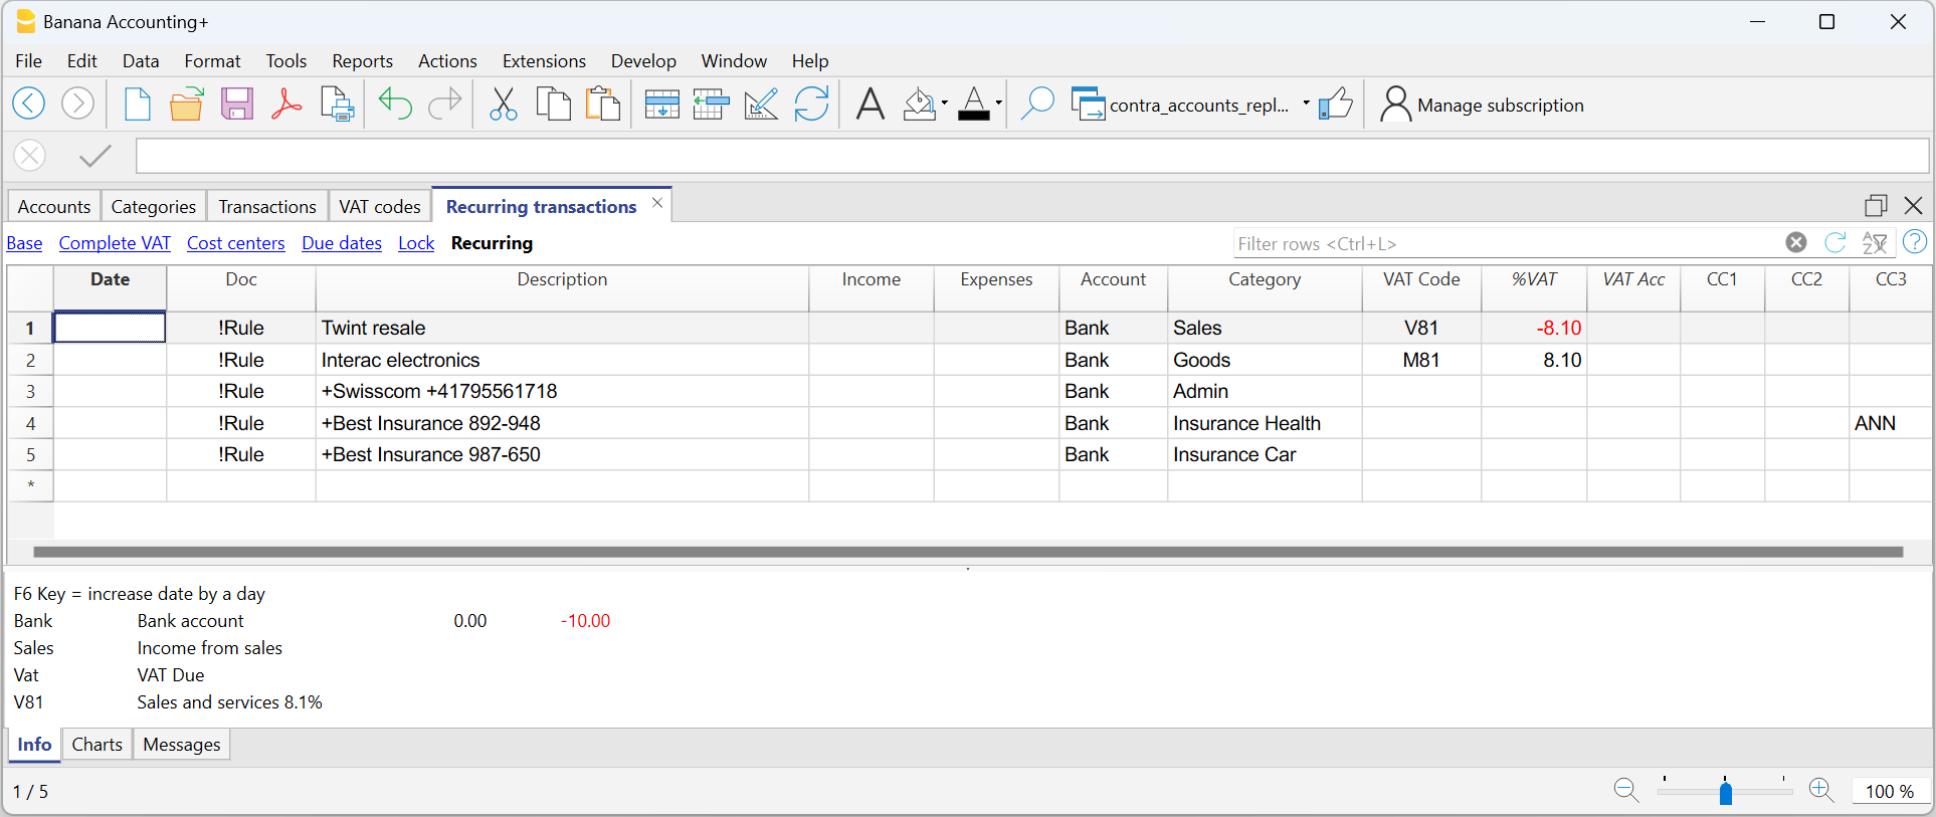 Banana Accounting+
File Edit Data Format Tools Reports Actions Extensions Develop Window Help
contra_accounts_repl... Manage subscription
Accounts Categories Transactions VAT codes Recurring transactions
Base Complete VAT Cost centers Due dates Lock Recurring Filter rows <Ctrl+L>
Date Doc Description Income Expenses Account Category VAT Code %VAT VAT Acc CC1 CC2 CC3
1 !Rule Twint resale Bank Sales V81 -8.10
2 !Rule Interac electronics Bank Goods M81 8.10
3 !Rule +Swisscom +41795561718 Bank Admin
4 !Rule +Best Insurance 892-948 Bank Insurance Health ANN
5 !Rule +Best Insurance 987-650 Bank Insurance Car
*
F6 Key = increase date by a day
Bank Bank account 0.00 -10.00
Sales Income from sales
Vat VAT Due
V81 Sales and services 8.1%
Info Charts Messages
1 / 5 100 %